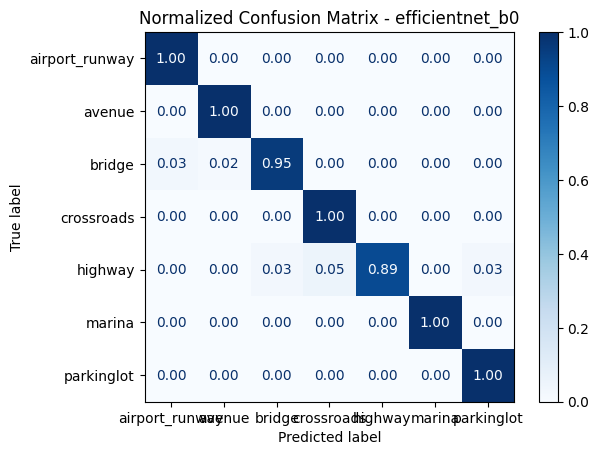 Normalized Confusion Matrix - efficientnet_b0
True label
airport_runway 1.00 0.00 0.00 0.00 0.00 0.00 0.00
avenue 0.00 1.00 0.00 0.00 0.00 0.00 0.00
bridge 0.03 0.02 0.95 0.00 0.00 0.00 0.00
crossroads 0.00 0.00 0.00 1.00 0.00 0.00 0.00
highway 0.00 0.00 0.03 0.05 0.89 0.00 0.03
marina 0.00 0.00 0.00 0.00 0.00 1.00 0.00
parkinglot 0.00 0.00 0.00 0.00 0.00 0.00 1.00
airport_runway avenue bridge crossroads highway marina parkinglot
Predicted label
1.0
0.8
0.6
0.4
0.2
0.0